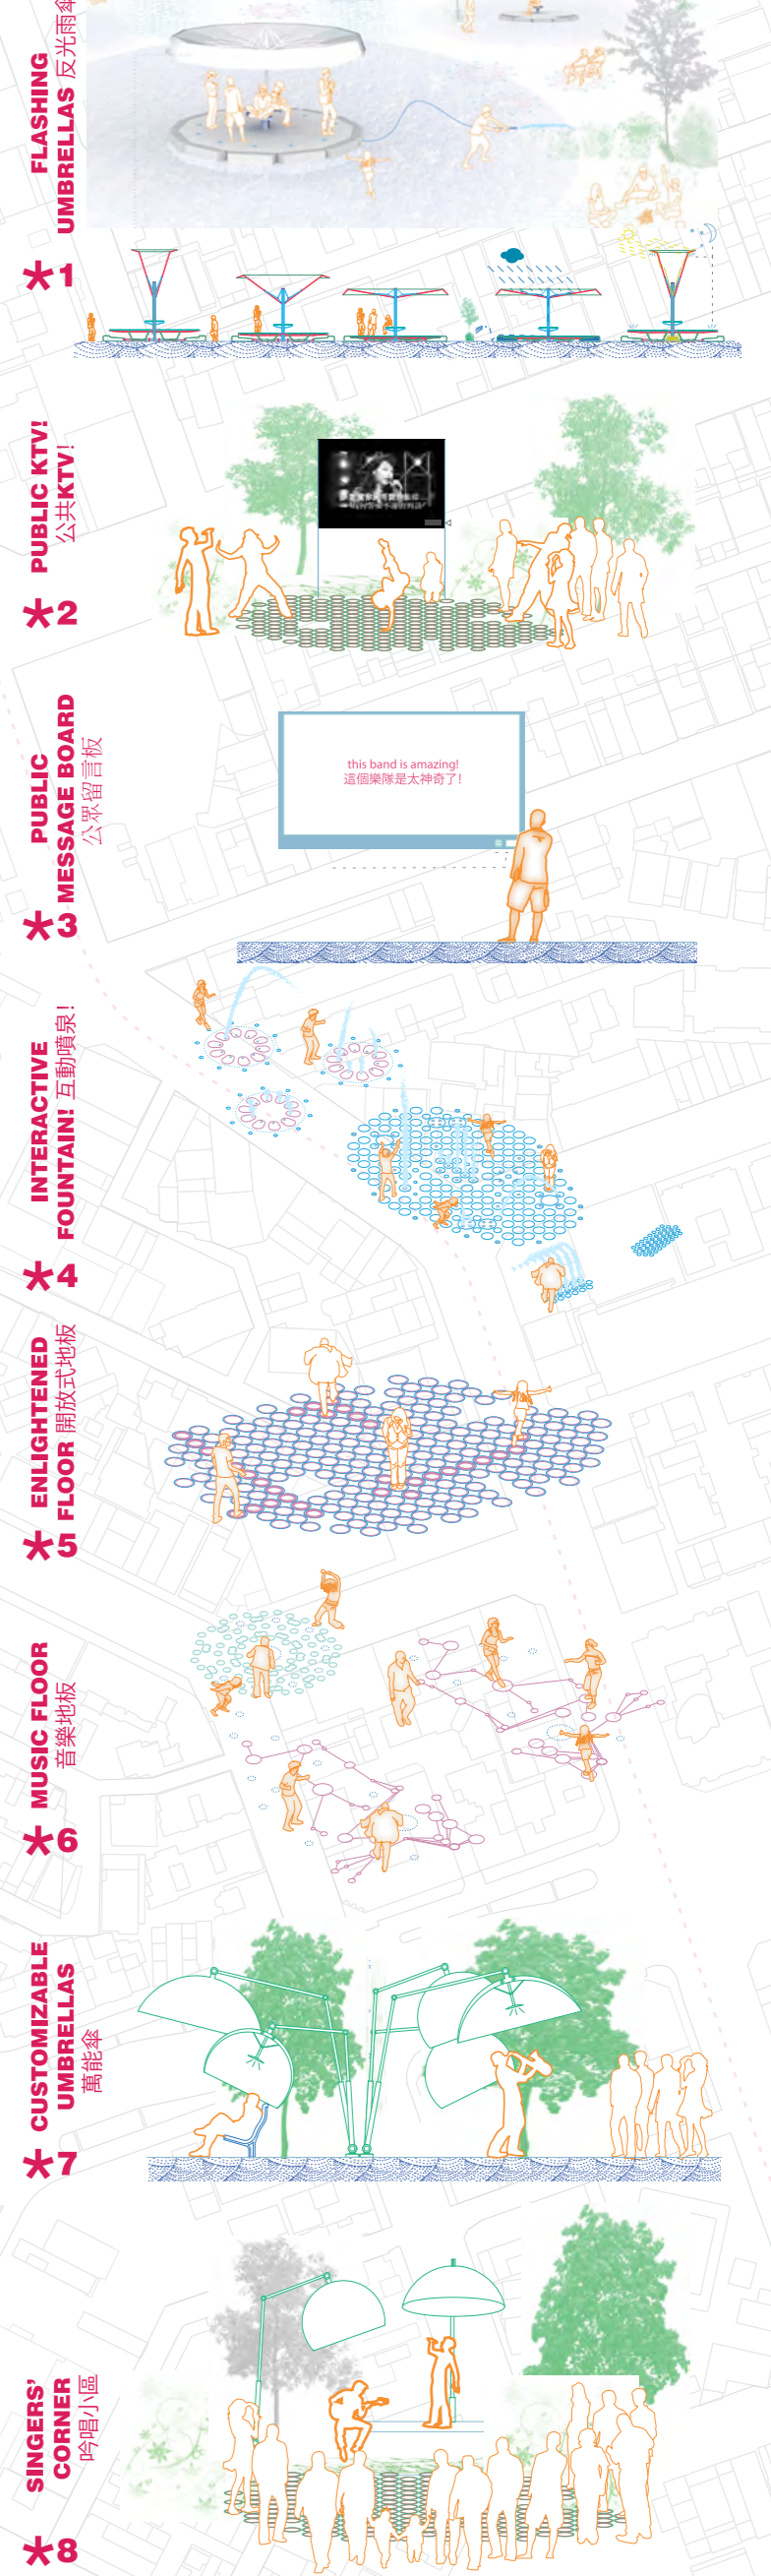 FLASHING
UMBRELLAS 反光雨傘
*1
PUBLIC KTV!
公共KTV!
*2
PUBLIC
MESSAGE BOARD
公眾留言板
*3
this band is amazing!
這個樂隊是太神奇了!
INTERACTIVE
FOUNTAIN! 互動噴泉!
*4
ENLIGHTENED
FLOOR 開放式地板
*5
MUSIC FLOOR
音樂地板
*6
CUSTOMIZABLE
UMBRELLAS
萬能傘
*7
SINGERS'
CORNER
吟唱小區
*8